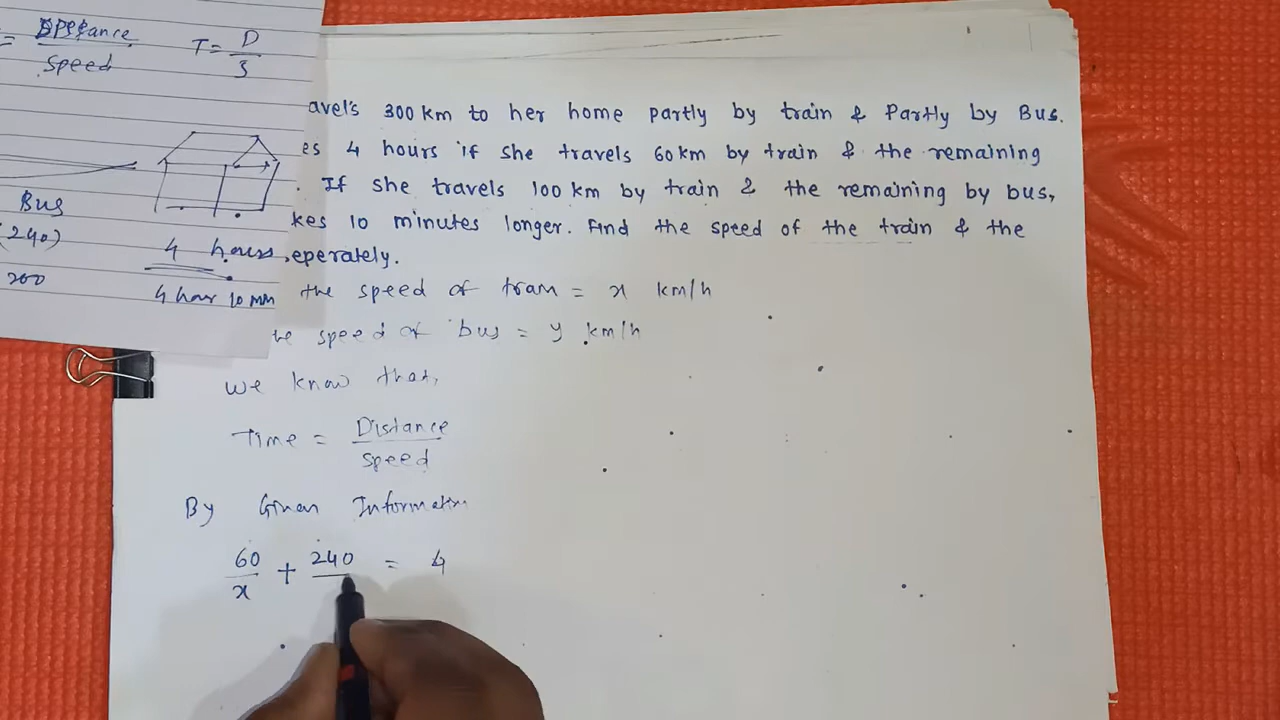 = Distance T = D
speed S
Bus
(240)
200
4 hours
4 hour 10 min
avel's 300 km to her home partly by train & Partly by Bus.
es 4 hours if she travels 60 km by train & the remaining
. If she travels 100 km by train & the remaining by bus,
kes 10 minutes longer. Find the speed of the train & the
eperately.
the speed of train = x km/h
he speed of bus = y km/h
We know that,
Time = Distance
speed
By Given Information
60 + 240 = 4
x